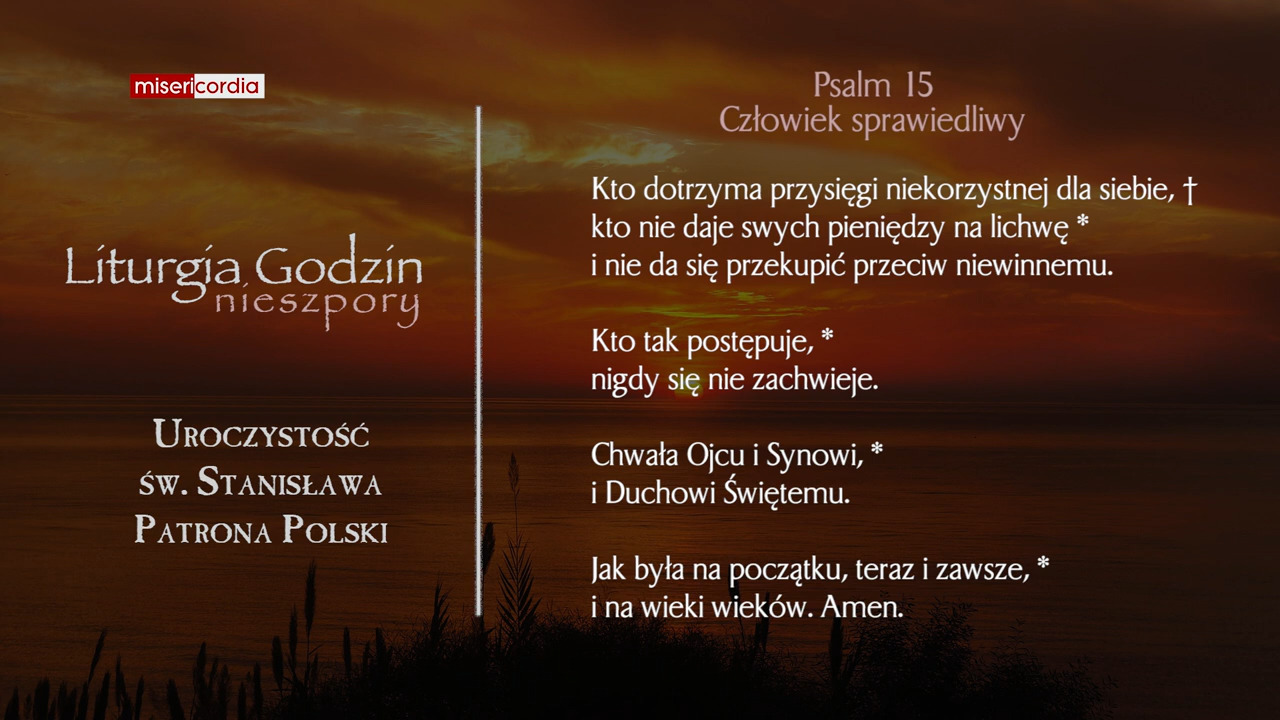 misericordia
Liturgia Godzin
nieszpory
Uroczystość
św. Stanisława
Patrona Polski
Psalm 15
Człowiek sprawiedliwy
Kto dotrzyma przysięgi niekorzystnej dla siebie, †
kto nie daje swych pieniędzy na lichwę *
i nie da się przekupić przeciw niewinnemu.
Kto tak postępuje, *
nigdy się nie zachwieje.
Chwała Ojcu i Synowi, *
i Duchowi Świętemu.
Jak była na początku, teraz i zawsze, *
i na wieki wieków. Amen.